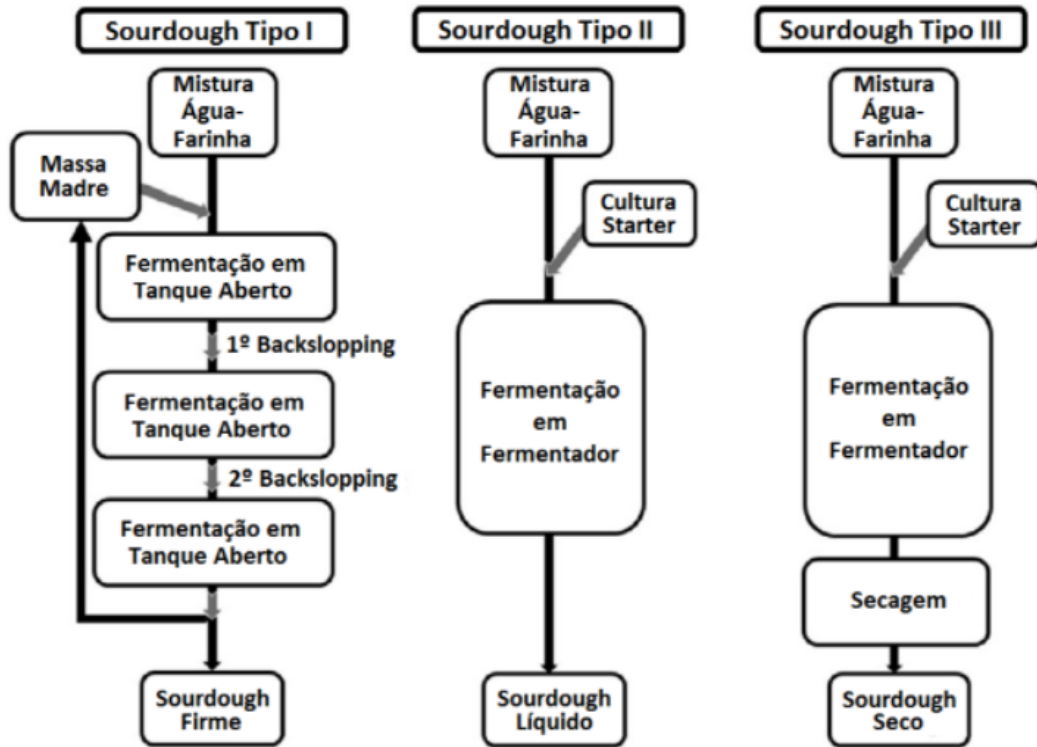 Sourdough Tipo I
Mistura
Água-
Farinha
Massa
Madre
Fermentação em
Tanque Aberto
1º Backslopping
Fermentação em
Tanque Aberto
2º Backslopping
Fermentação em
Tanque Aberto
Sourdough
Firme
Sourdough Tipo II
Mistura
Água-
Farinha
Cultura
Starter
Fermentação
em
Fermentador
Sourdough
Líquido
Sourdough Tipo III
Mistura
Água-
Farinha
Cultura
Starter
Fermentação
em
Fermentador
Secagem
Sourdough
Seco